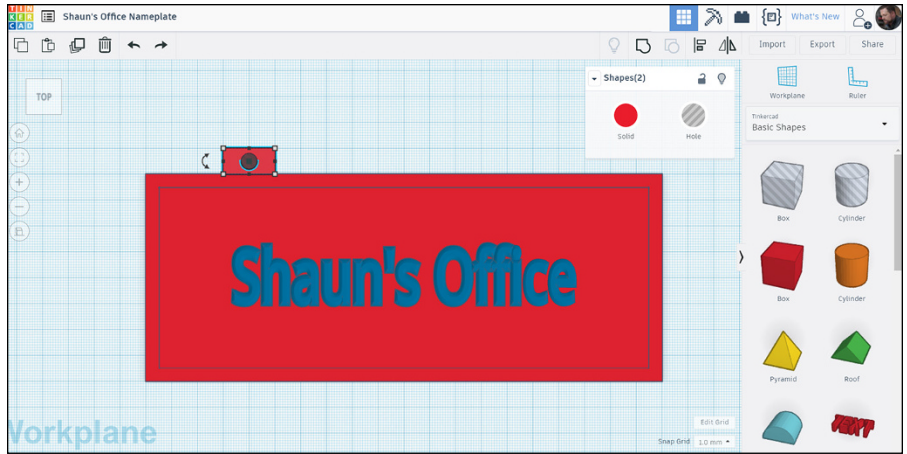 TIN
KER
CAD
Shaun's Office Nameplate
What's New
Import
Export
Share
TOP
Shapes(2)
Solid
Hole
Workplane
Ruler
Tinkercad
Basic Shapes
Box
Cylinder
Box
Cylinder
Pyramid
Roof
TEXT
Shaun's Office
Workplane
Edit Grid
Snap Grid 1.0 mm